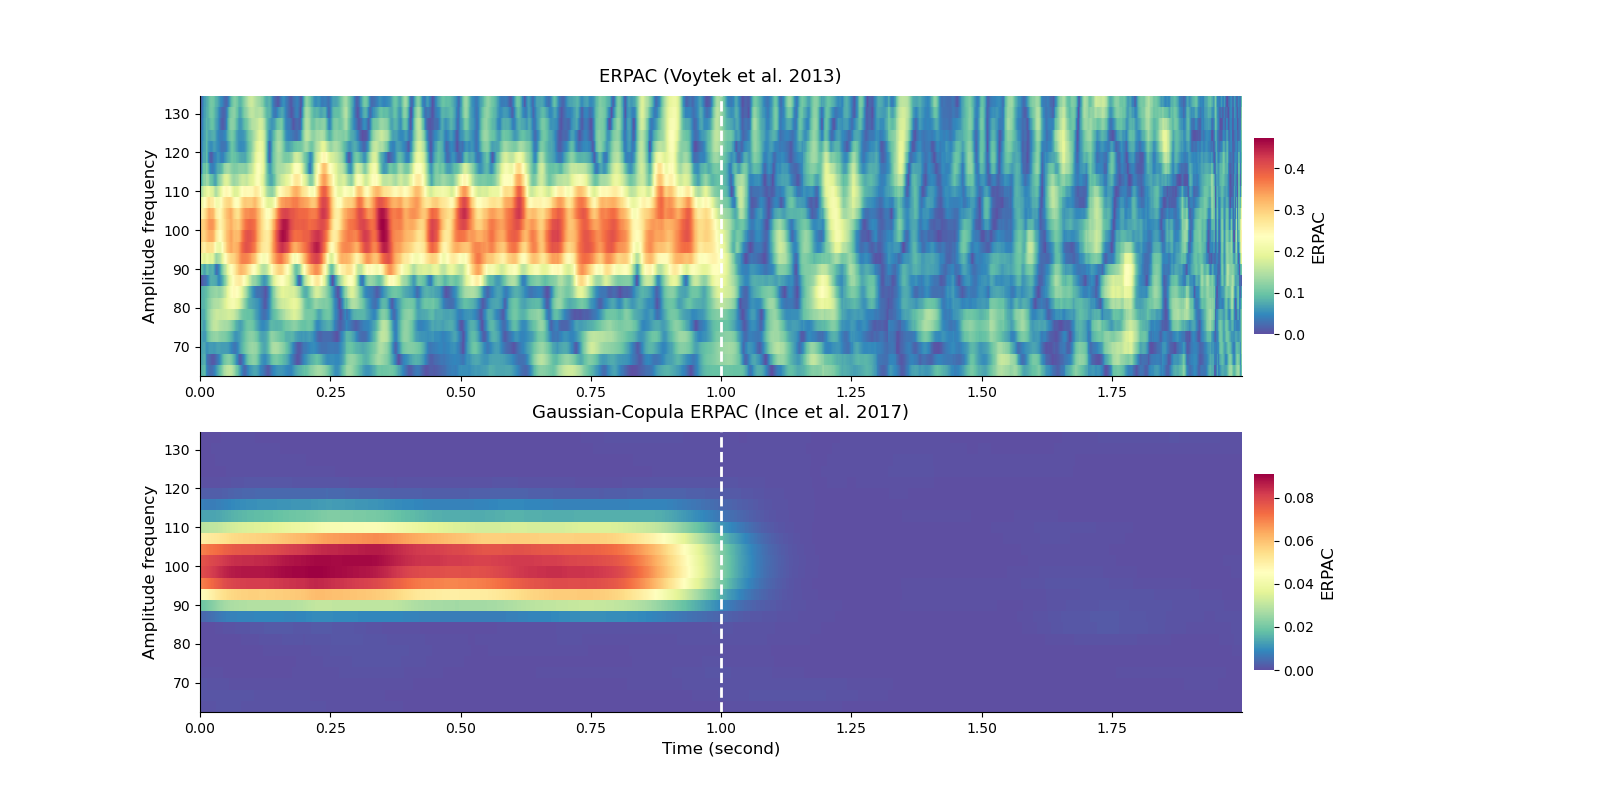 ERPAC (Voytek et al. 2013)
Amplitude frequency
130
120
110
100
90
80
70
0.00 0.25 0.50 0.75 1.00 1.25 1.50 1.75
0.4
0.3
0.2
0.1
0.0
ERPAC
Gaussian-Copula ERPAC (Ince et al. 2017)
Amplitude frequency
130
120
110
100
90
80
70
0.00 0.25 0.50 0.75 1.00 1.25 1.50 1.75
Time (second)
0.08
0.06
0.04
0.02
0.00
ERPAC